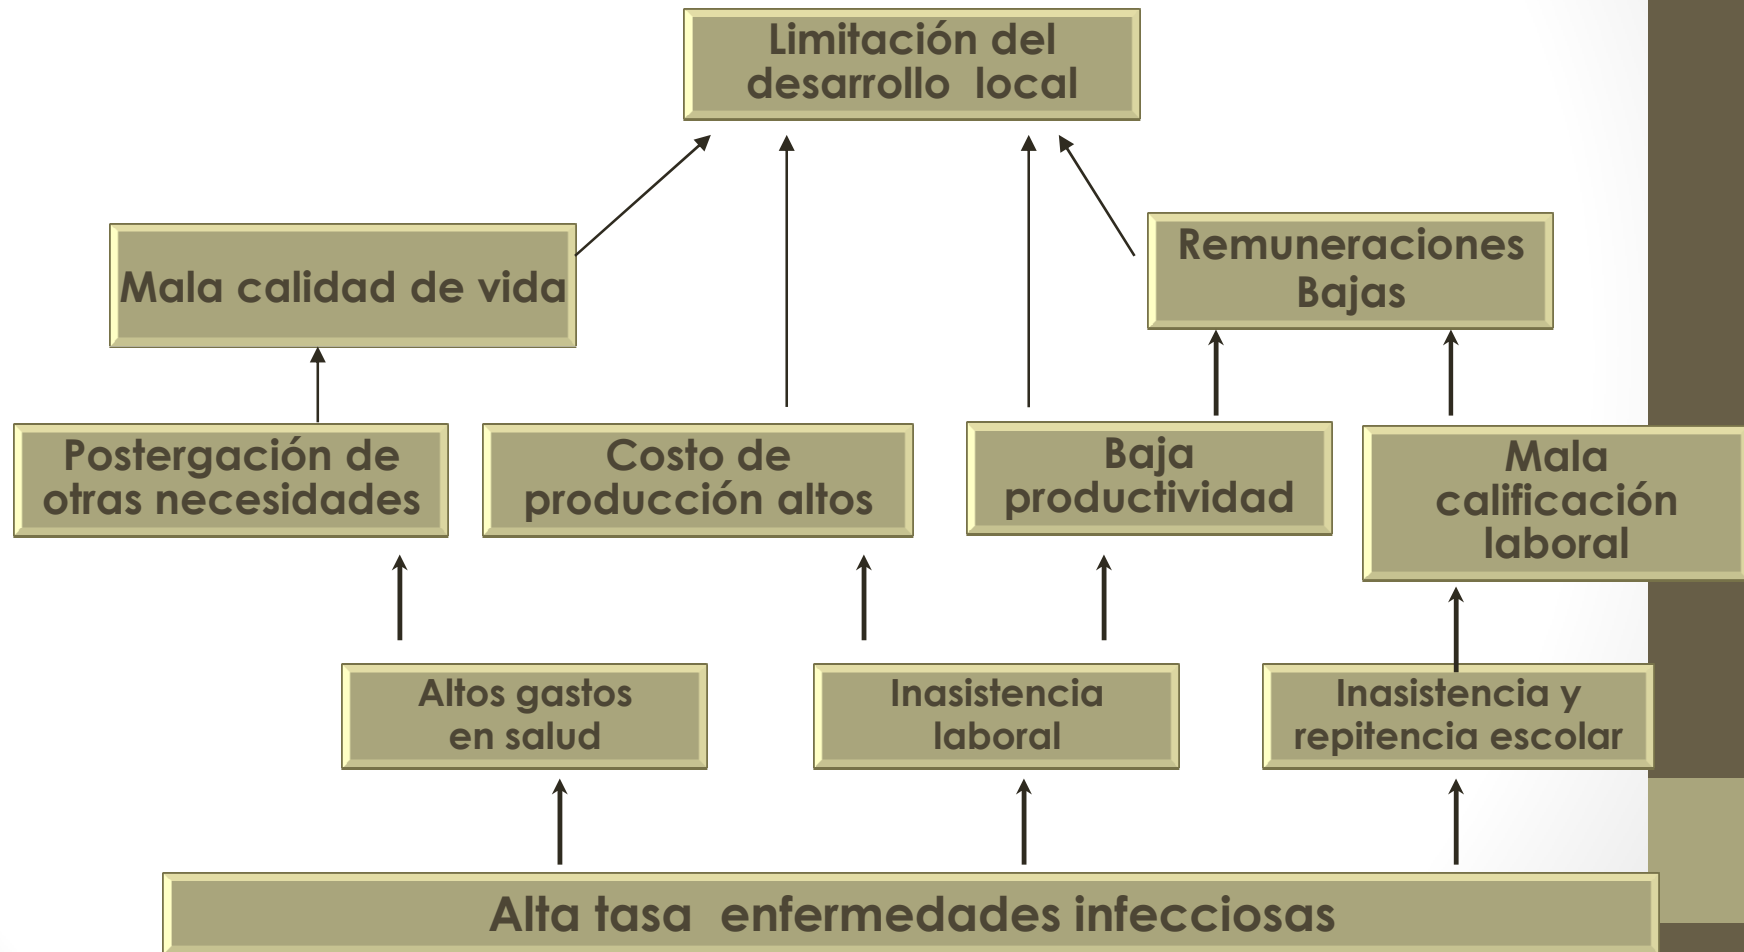 Limitación del
desarrollo local
Mala calidad de vida
Remuneraciones
Bajas
Postergación de
otras necesidades
Costo de
producción altos
Baja
productividad
Mala
calificación
laboral
Altos gastos
en salud
Inasistencia
laboral
Inasistencia y
repitencia escolar
Alta tasa enfermedades infecciosas